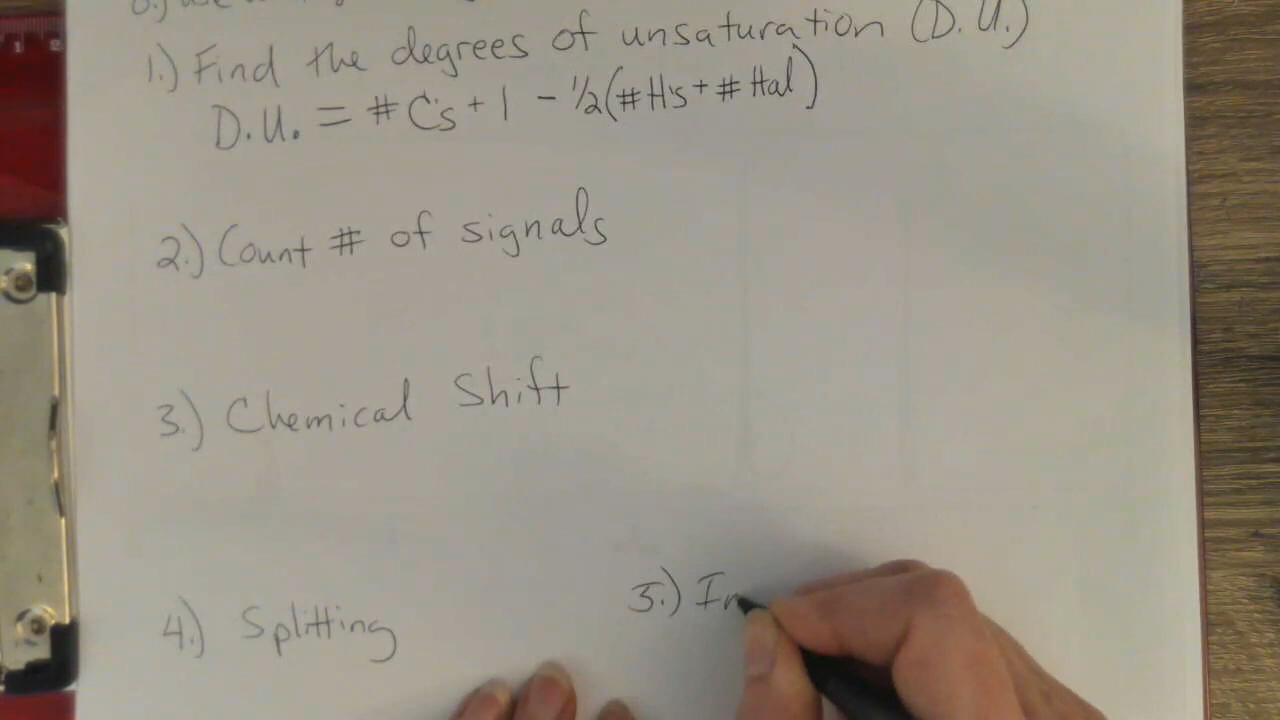 1.) Find the degrees of unsaturation (D.U.)
D.U. = # C's + 1 - 1/2 (# H's + # Hal)
2.) Count # of signals
3.) Chemical Shift
4.) Splitting
5.) In